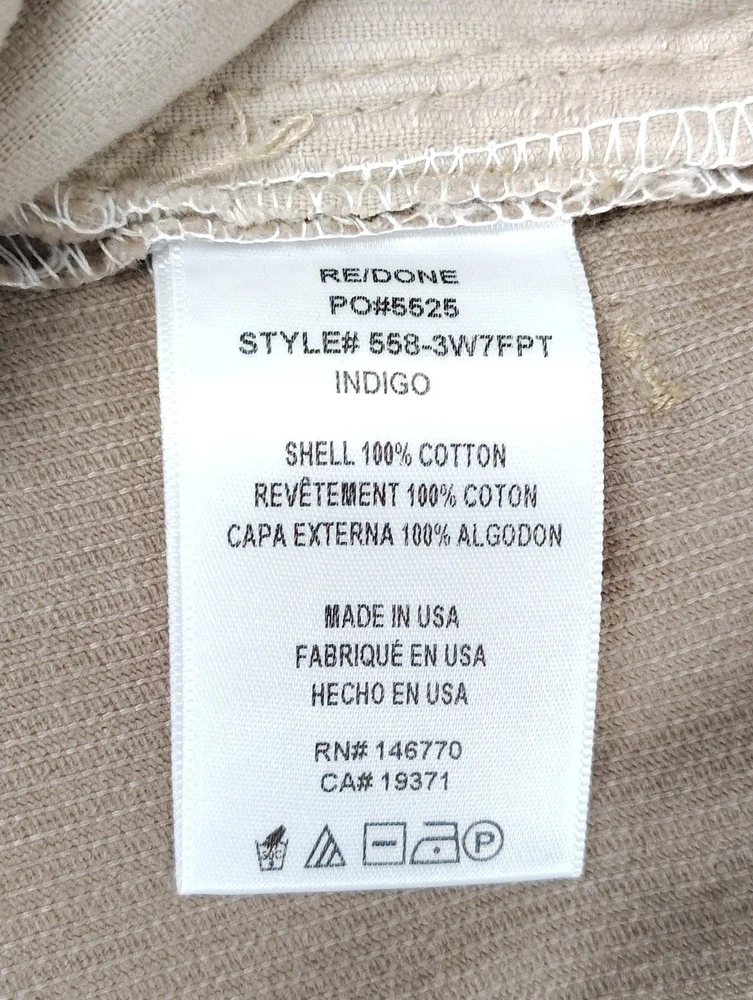 RE/DONE
PO#5525
STYLE# 558-3W7FPT
INDIGO
SHELL 100% COTTON
REVÊTEMENT 100% COTON
CAPA EXTERNA 100% ALGODON
MADE IN USA
FABRIQUÉ EN USA
HECHO EN USA
RN# 146770
CA# 19371
P